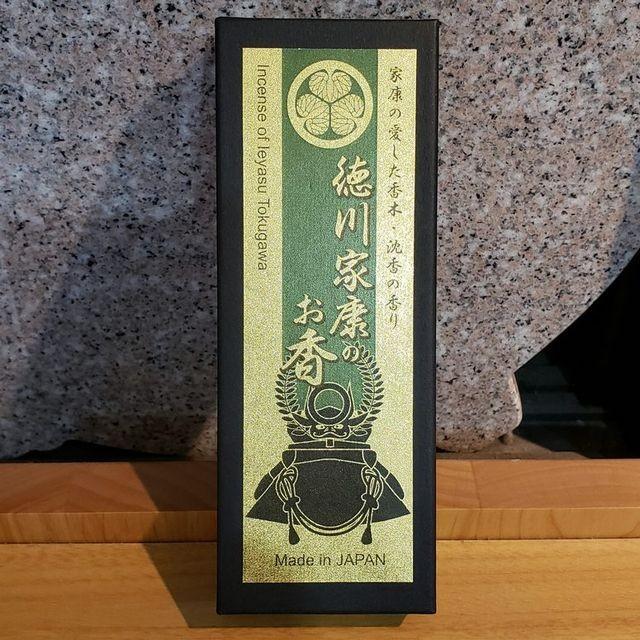 家康の愛した香木・沈香の香り
徳川家康の
お香
Incense of Ieyasu Tokugawa
Made in JAPAN